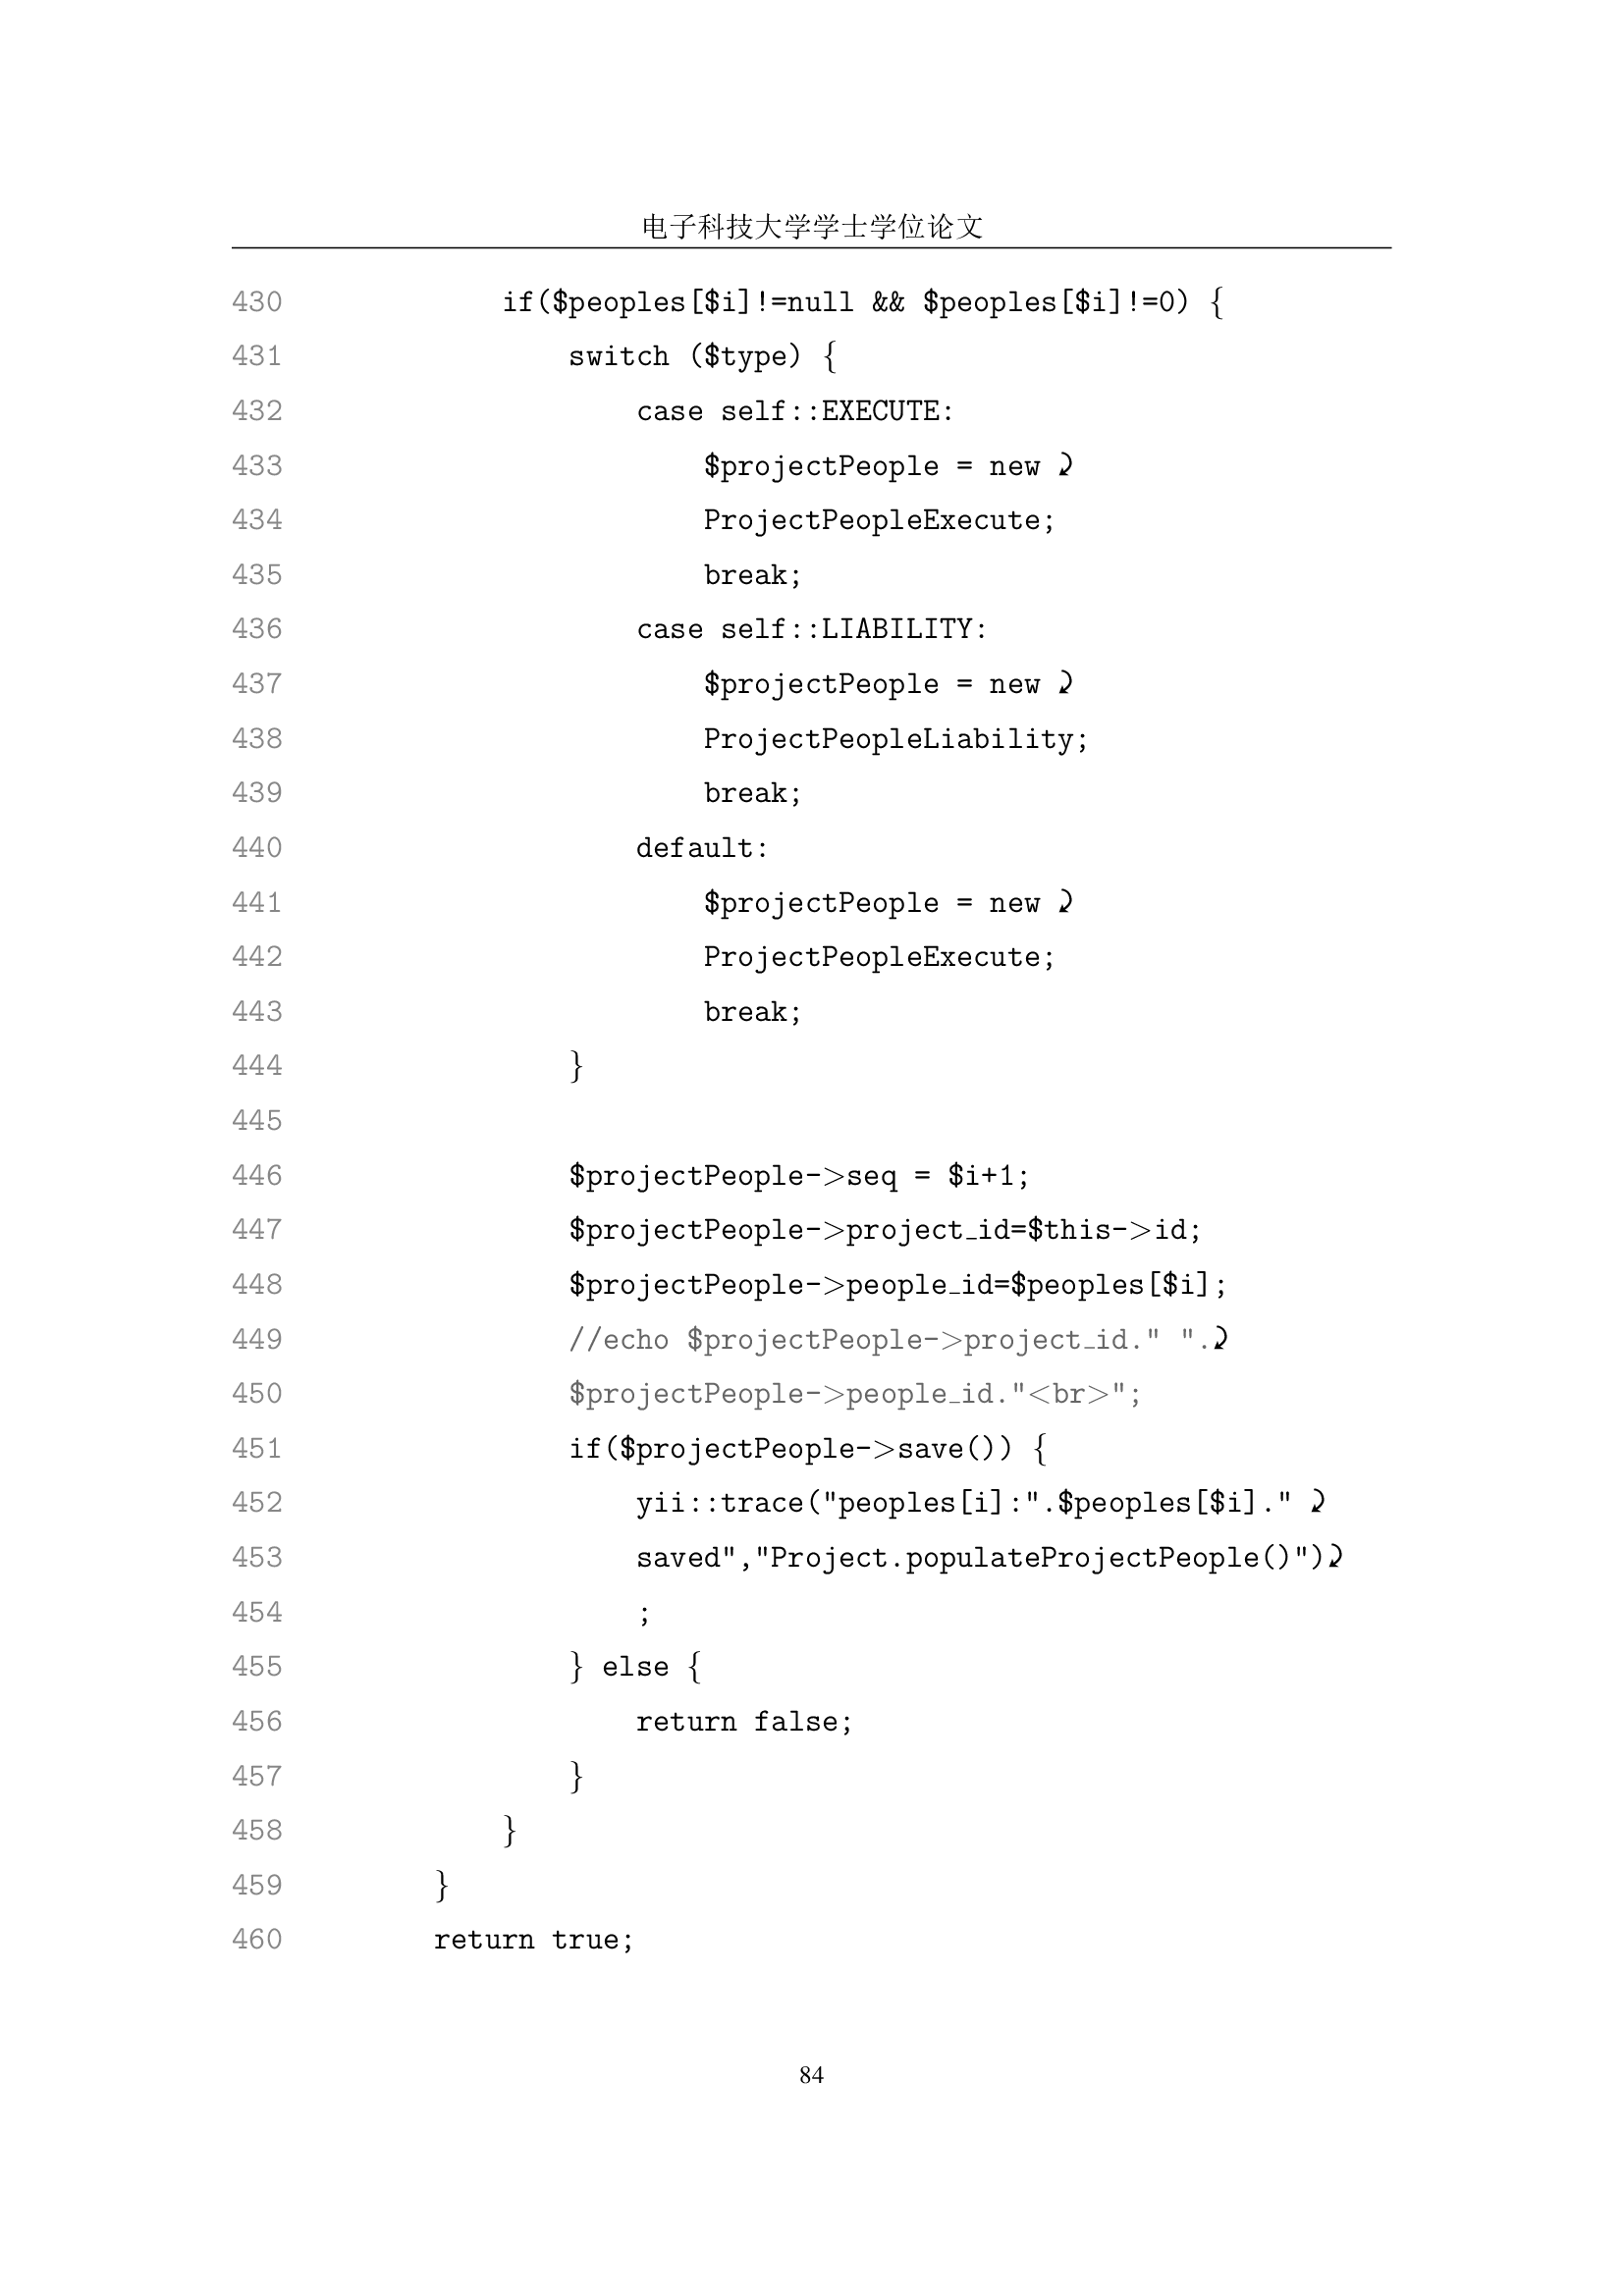 电子科技大学学士学位论文
430 if($peoples[$i]!=null && $peoples[$i]!=0) {
431 switch ($type) {
432 case self::EXECUTE:
433 $projectPeople = new ⤸
434 ProjectPeopleExecute;
435 break;
436 case self::LIABILITY:
437 $projectPeople = new ⤸
438 ProjectPeopleLiability;
439 break;
440 default:
441 $projectPeople = new ⤸
442 ProjectPeopleExecute;
443 break;
444 }
445
446 $projectPeople->seq = $i+1;
447 $projectPeople->project_id=$this->id;
448 $projectPeople->people_id=$peoples[$i];
449 //echo $projectPeople->project_id." ".⤸
450 $projectPeople->people_id."<br>";
451 if($projectPeople->save()) {
452 yii::trace("peoples[i]:".$peoples[$i]." ⤸
453 saved","Project.populateProjectPeople()")⤸
454 ;
455 } else {
456 return false;
457 }
458 }
459 }
460 return true;
84